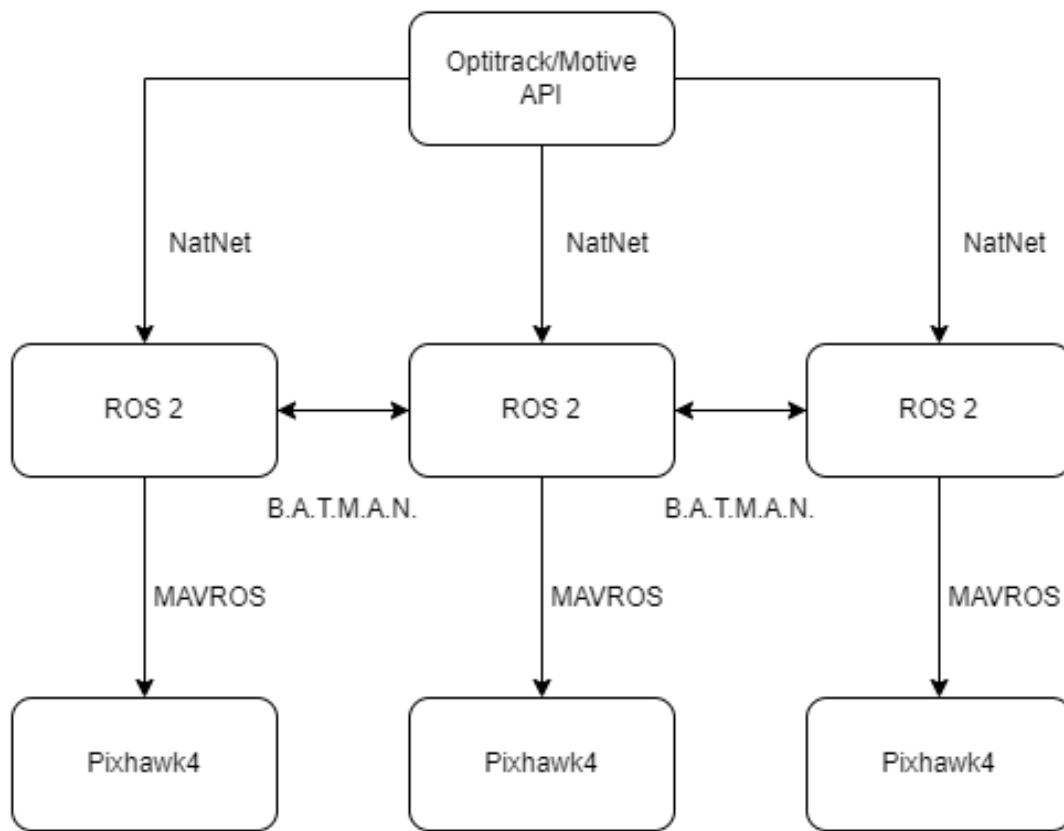 Optitrack/Motive
API
NatNet
NatNet
NatNet
ROS 2
ROS 2
ROS 2
B.A.T.M.A.N.
B.A.T.M.A.N.
MAVROS
MAVROS
MAVROS
Pixhawk4
Pixhawk4
Pixhawk4